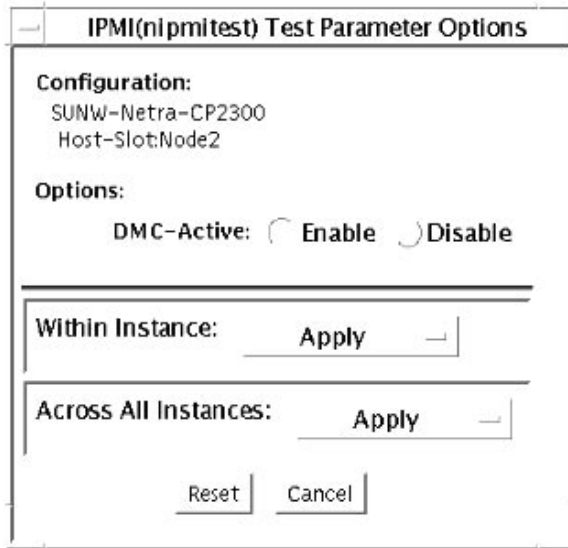 IPMI(nipmitest) Test Parameter Options
Configuration:
SUNW-Netra-CP2300
Host-Slot:Node2
Options:
DMC-Active: Enable Disable
Within Instance: Apply
Across All Instances: Apply
Reset Cancel